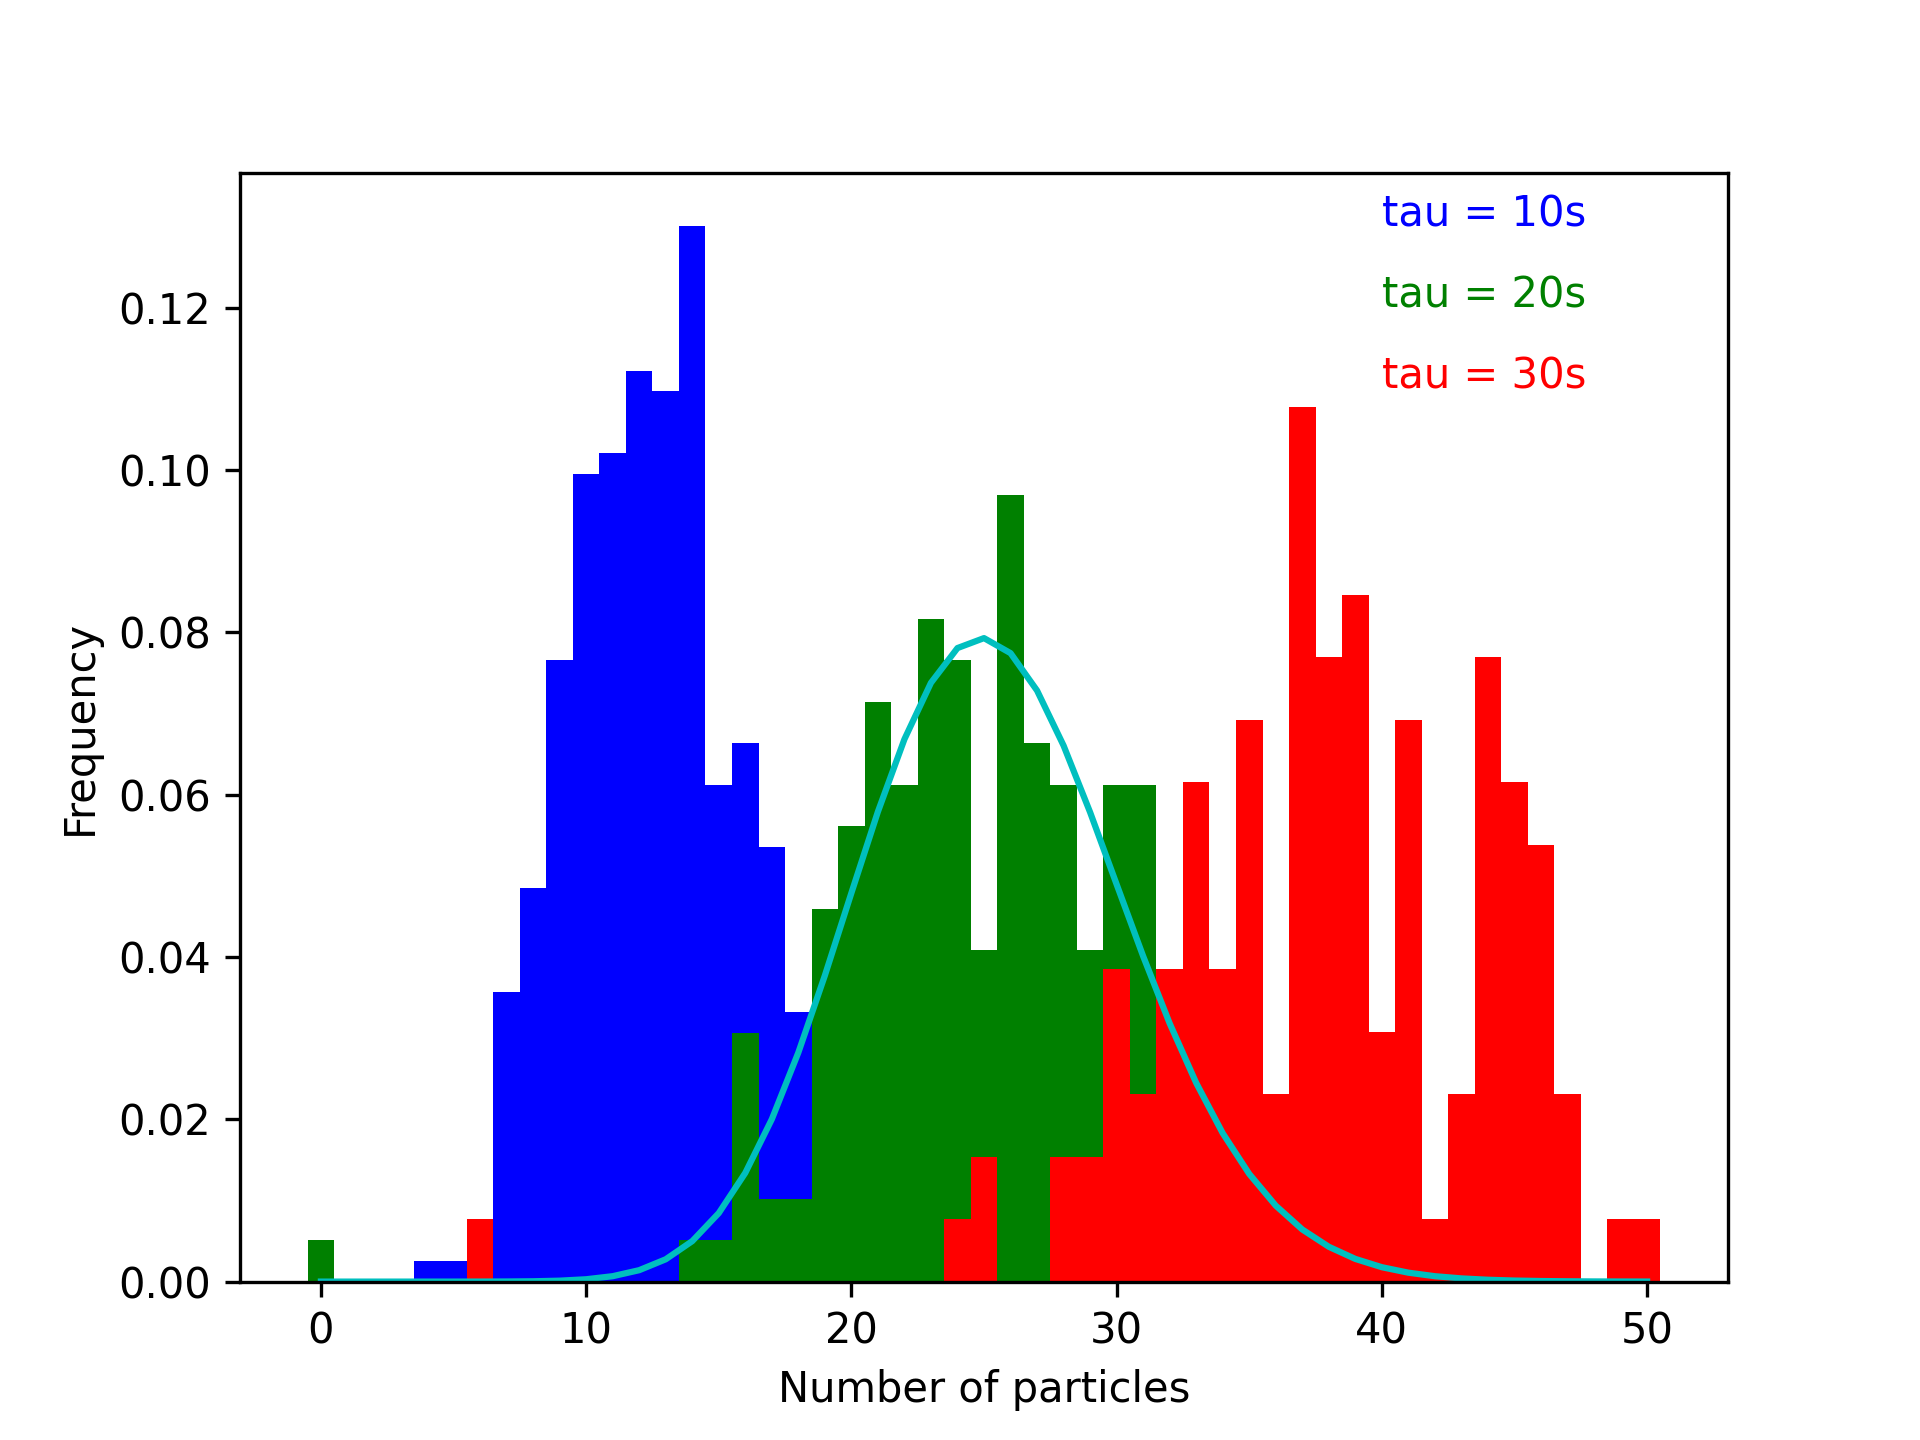 tau = 10s
tau = 20s
tau = 30s
0.12
0.10
0.08
0.06
0.04
0.02
0.00
Frequency
0 10 20 30 40 50
Number of particles